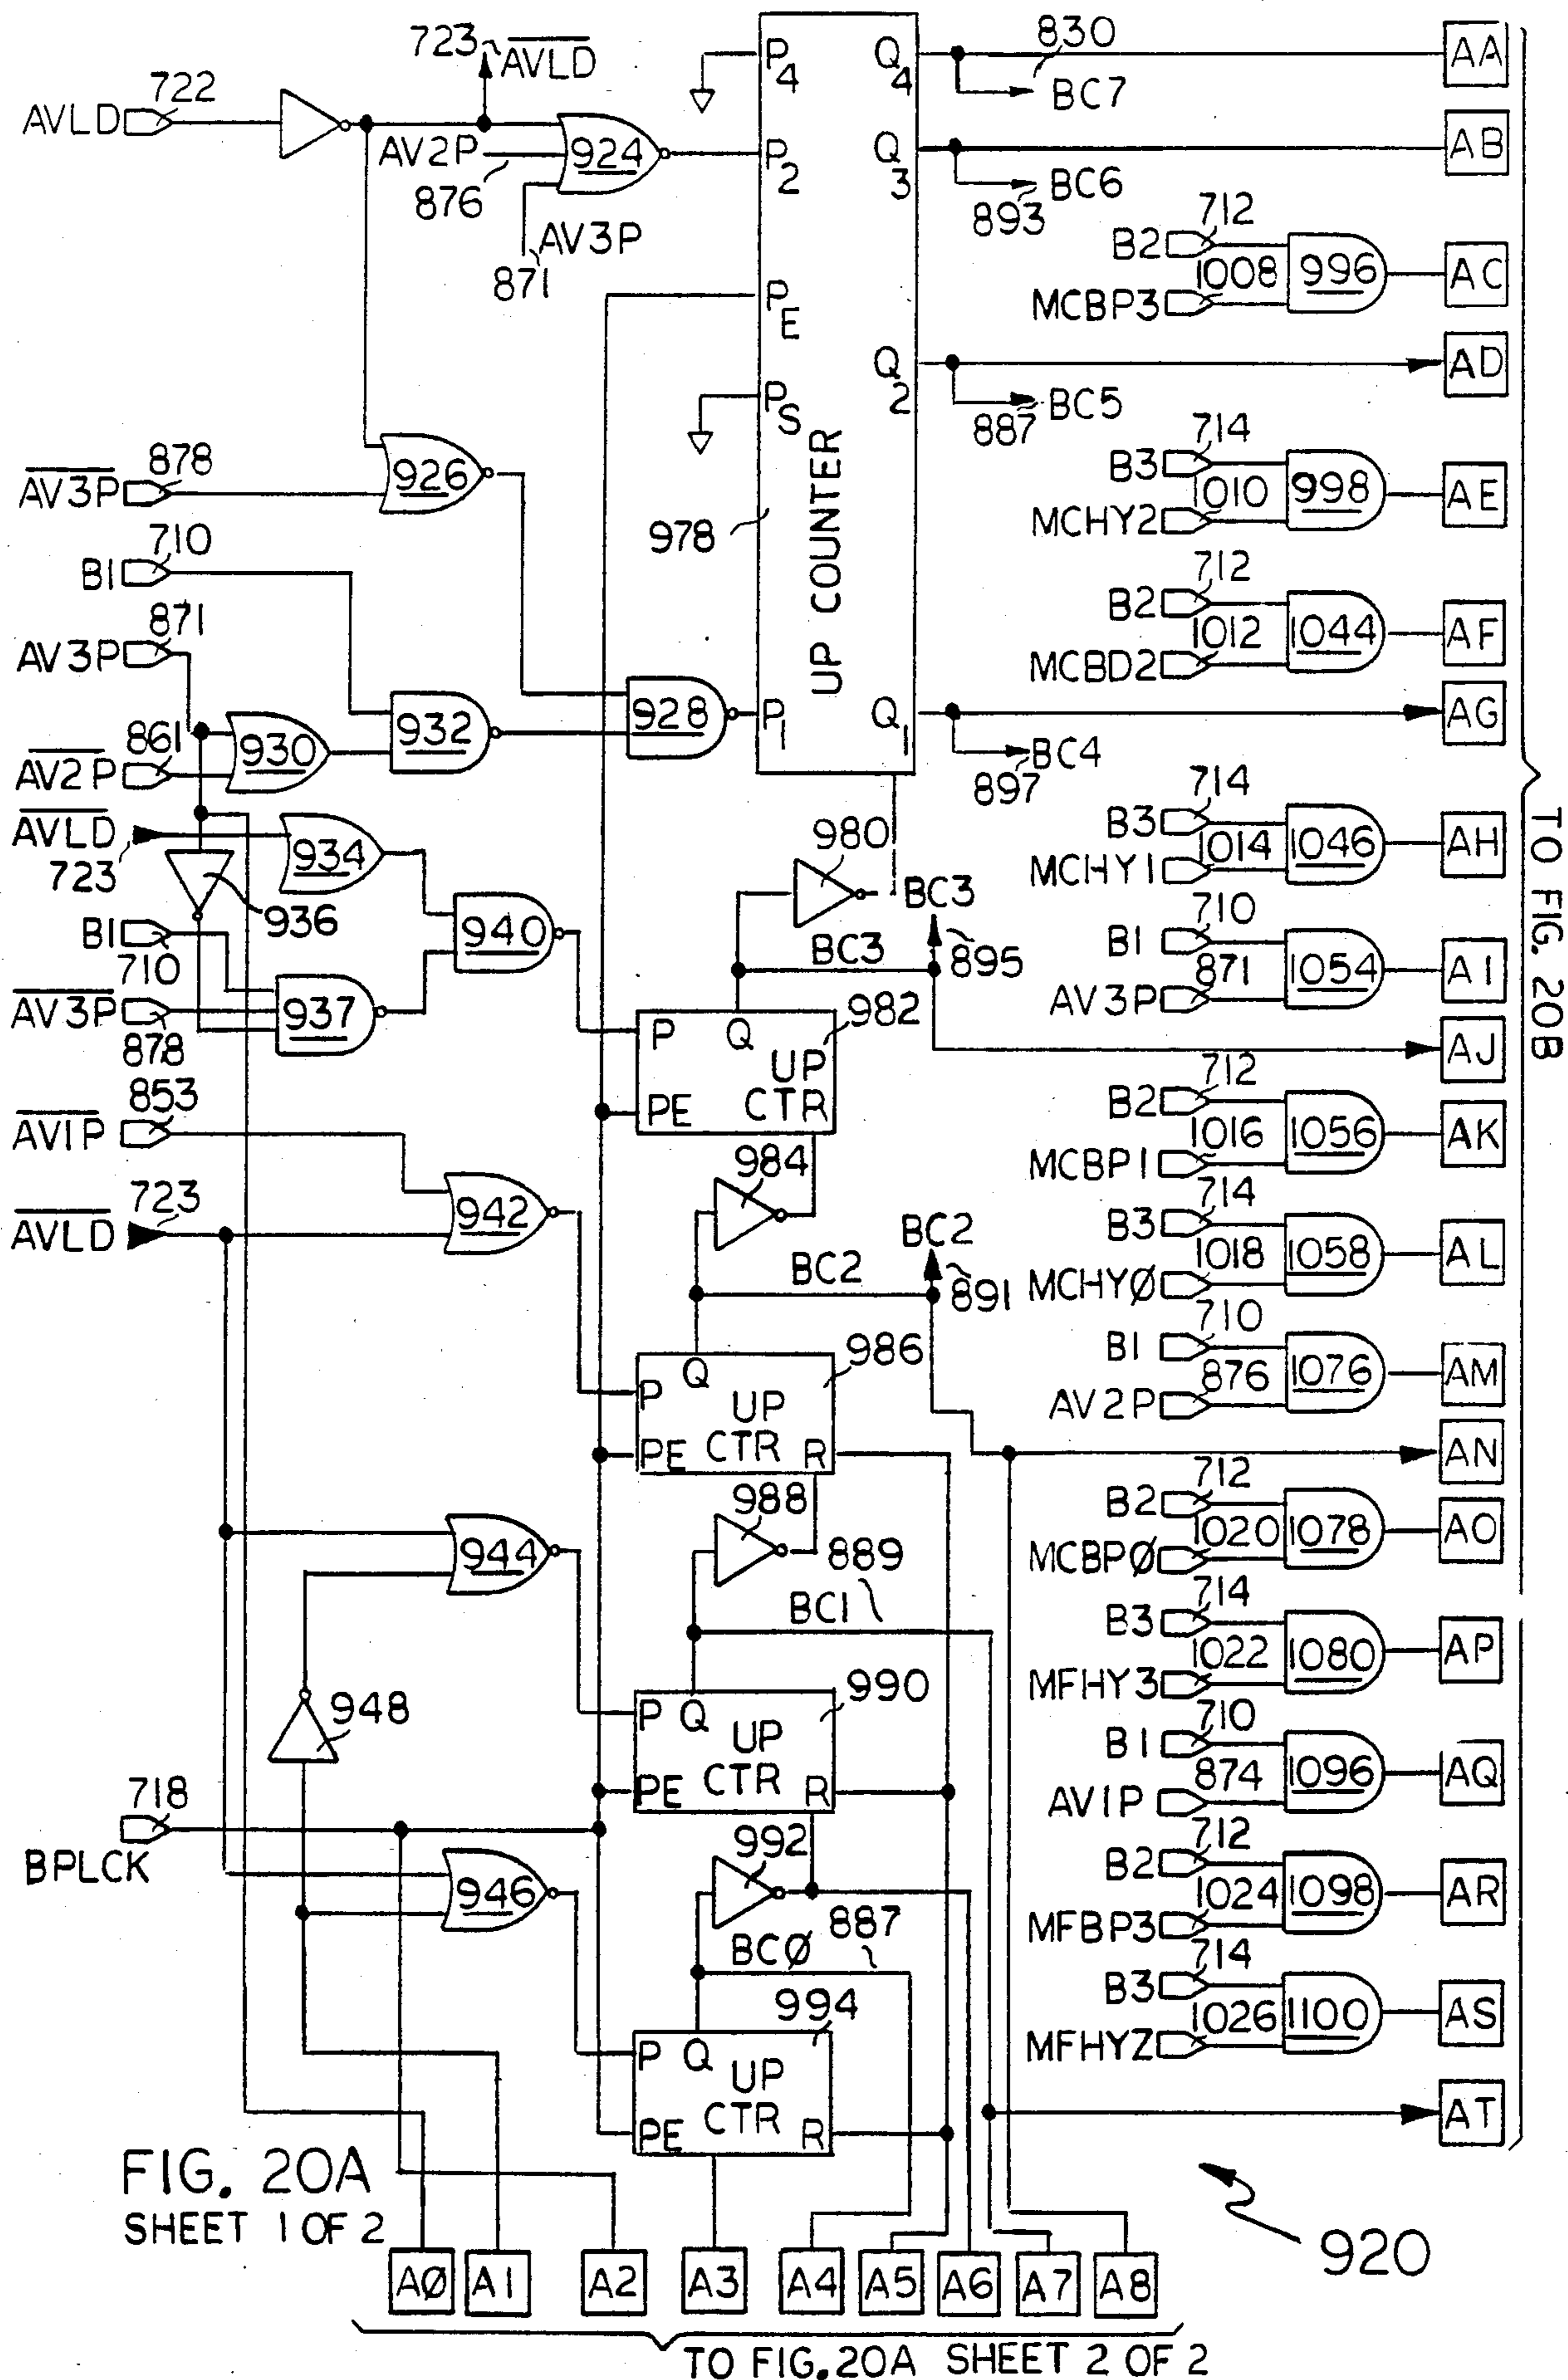 AVLD 722
723 AVLD
AV2P
876
924
AV3P
871
P4
P2
PE
PS
P1
Q4
Q3
Q2
Q1
UP COUNTER
978
830
BC7
893
BC6
887
BC5
897
BC4
AV3P 878
926
B1 710
AV3P 871
AV2P 861
930
932
928
AVLD
723
934
936
B1
710
AV3P
878
937
940
AV1P 853
AVLD 723
942
944
948
BPLCK 718
946
980
BC3
BC3
895
982
P Q
UP
PE CTR
984
BC2
BC2
891
986
P Q
UP
PE CTR R
988
889
BC1
990
P Q
UP
PE CTR R
992
887
BCØ
994
P Q
UP
PE CTR R
AA
AB
B2 712
MCBP3 1008
996
AC
AD
B3 714
MCHY2 1010
998
AE
B2 712
MCBD2 1012
1044
AF
AG
B3 714
MCHY1 1014
1046
AH
B1 710
AV3P 871
1054
AI
AJ
B2 712
MCBP1 1016
1056
AK
B3 714
MCHYØ 1018
1058
AL
B1 710
AV2P 876
1076
AM
AN
B2 712
MCBPØ 1020
1078
AO
B3 714
MFHY3 1022
1080
AP
B1 710
AV1P 874
1096
AQ
B2 712
MFBP3 1024
1098
AR
B3 714
MFHYZ 1026
1100
AS
AT
TO FIG. 20B
FIG. 20A
SHEET 1 OF 2
AØ A1 A2 A3 A4 A5 A6 A7 A8
920
TO FIG.20A SHEET 2 OF 2